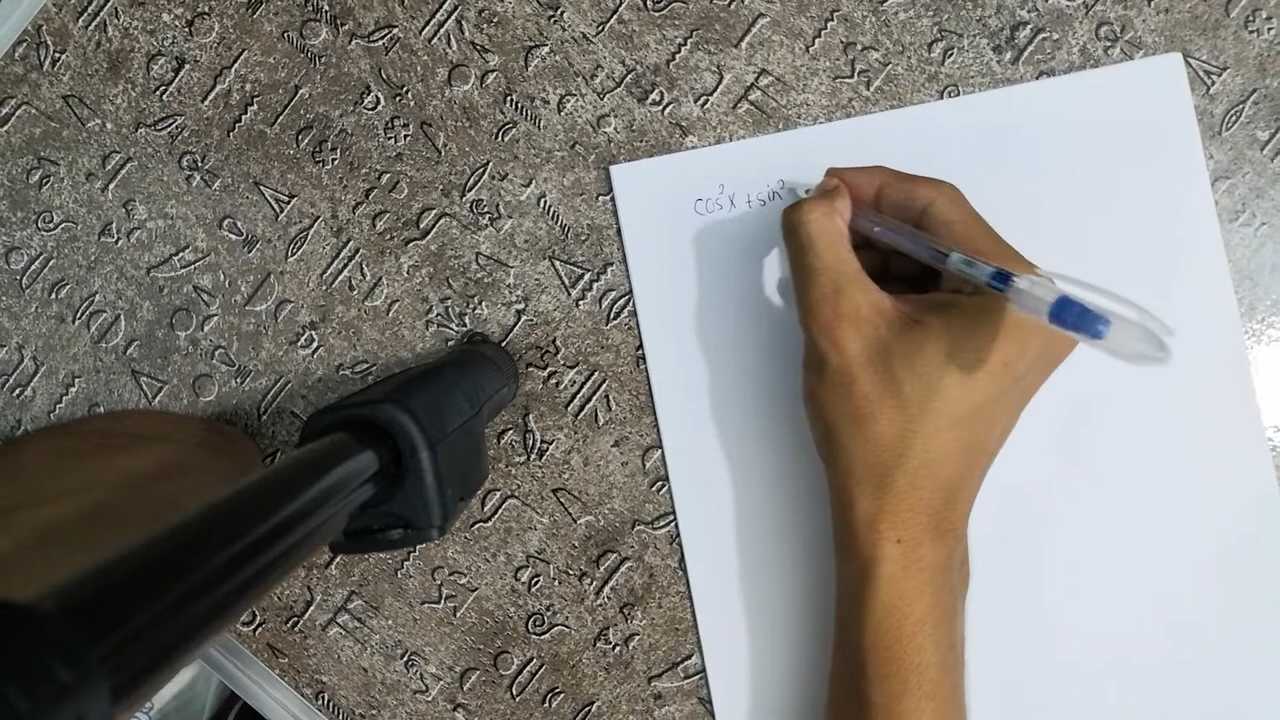 cos²x + sin²